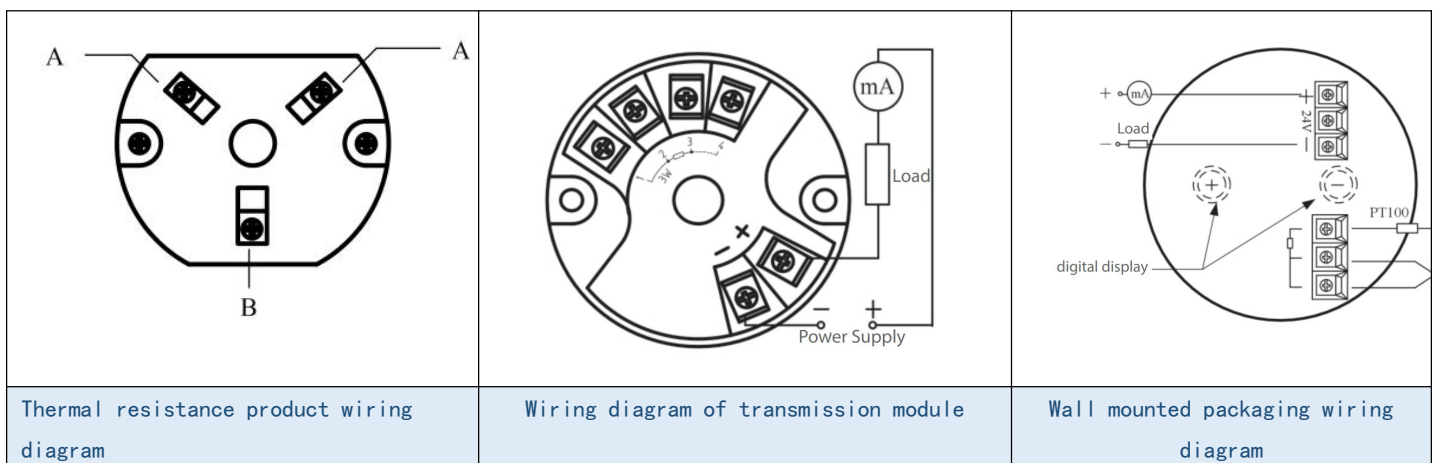 A
A
B
Thermal resistance product wiring
diagram
mA
Load
1
2
3
4
3W
+
−
− +
Power Supply
Wiring diagram of transmission module
+ mA
+
24V
−
Load
−
+
−
PT100
digital display
Wall mounted packaging wiring
diagram